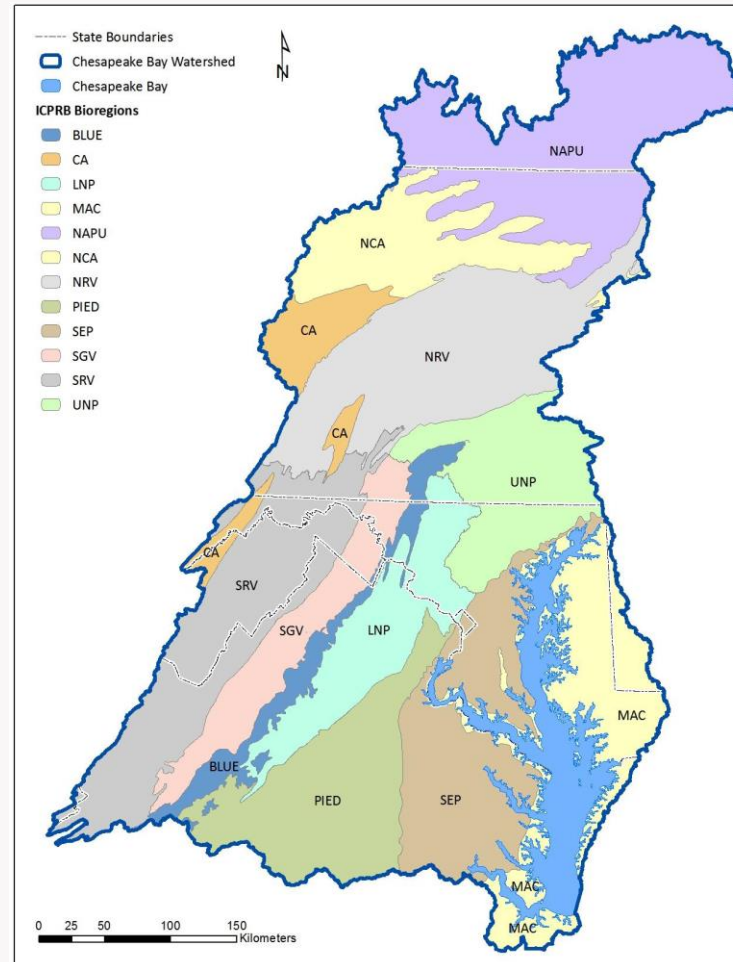 State Boundaries
Chesapeake Bay Watershed
Chesapeake Bay
ICPRB Bioregions
BLUE
CA
LNP
MAC
NAPU
NCA
NRV
PIED
SEP
SGV
SRV
UNP
N
NAPU
NCA
CA
NRV
CA
UNP
CA
SRV
SGV
LNP
MAC
BLUE
PIED
SEP
MAC
MAC
0 25 50 100 150
Kilometers